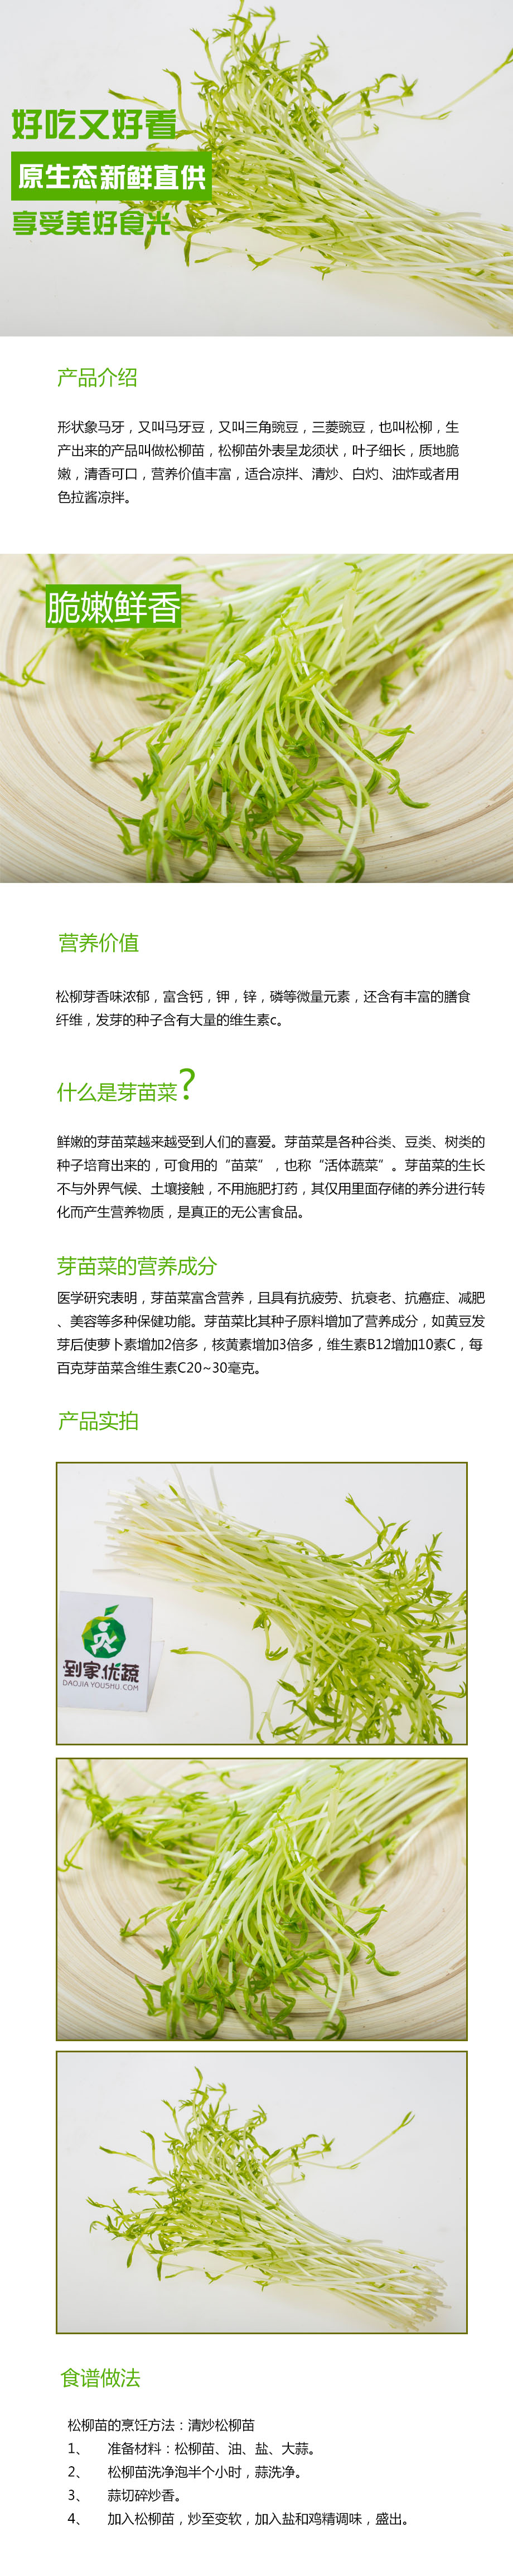 好吃又好看
原生态新鲜直供
享受美好食光
产品介绍
形状象马牙，又叫马牙豆，又叫三角豌豆，三菱豌豆，也叫松柳，生
产出来的产品叫做松柳苗，松柳苗外表呈龙须状，叶子细长，质地脆
嫩，清香可口，营养价值丰富，适合凉拌、清炒、白灼、油炸或者用
色拉酱凉拌。
脆嫩鲜香
营养价值
松柳芽香味浓郁，富含钙，钾，锌，磷等微量元素，还含有丰富的膳食
纤维，发芽的种子含有大量的维生素c。
什么是芽苗菜?
鲜嫩的芽苗菜越来越受到人们的喜爱。芽苗菜是各种谷类、豆类、树类的
种子培育出来的，可食用的“苗菜”，也称“活体蔬菜”。芽苗菜的生长
不与外界气候、土壤接触，不用施肥打药，其仅用里面存储的养分进行转
化而产生营养物质，是真正的无公害食品。
芽苗菜的营养成分
医学研究表明，芽苗菜富含营养，且具有抗疲劳、抗衰老、抗癌症、减肥
、美容等多种保健功能。芽苗菜比其种子原料增加了营养成分，如黄豆发
芽后使萝卜素增加2倍多，核黄素增加3倍多，维生素B12增加10素C，每
百克芽苗菜含维生素C20~30毫克。
产品实拍
到家优蔬
DAOJIA YOUSHU.COM
食谱做法
松柳苗的烹饪方法：清炒松柳苗
1、 准备材料：松柳苗、油、盐、大蒜。
2、 松柳苗洗净泡半个小时，蒜洗净。
3、 蒜切碎炒香。
4、 加入松柳苗，炒至变软，加入盐和鸡精调味，盛出。